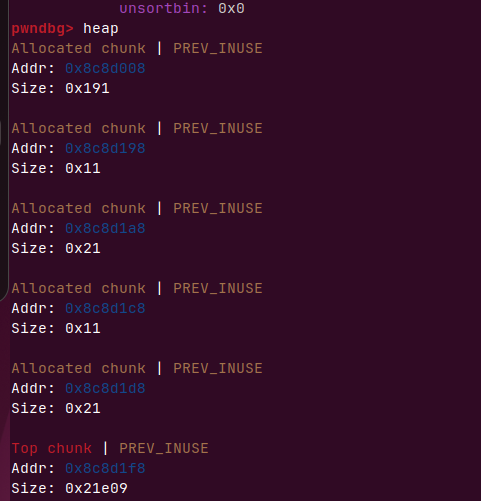 unsortbin: 0x0
pwndbg> heap
Allocated chunk | PREV_INUSE
Addr: 0x8c8d008
Size: 0x191
Allocated chunk | PREV_INUSE
Addr: 0x8c8d198
Size: 0x11
Allocated chunk | PREV_INUSE
Addr: 0x8c8d1a8
Size: 0x21
Allocated chunk | PREV_INUSE
Addr: 0x8c8d1c8
Size: 0x11
Allocated chunk | PREV_INUSE
Addr: 0x8c8d1d8
Size: 0x21
Top chunk | PREV_INUSE
Addr: 0x8c8d1f8
Size: 0x21e09